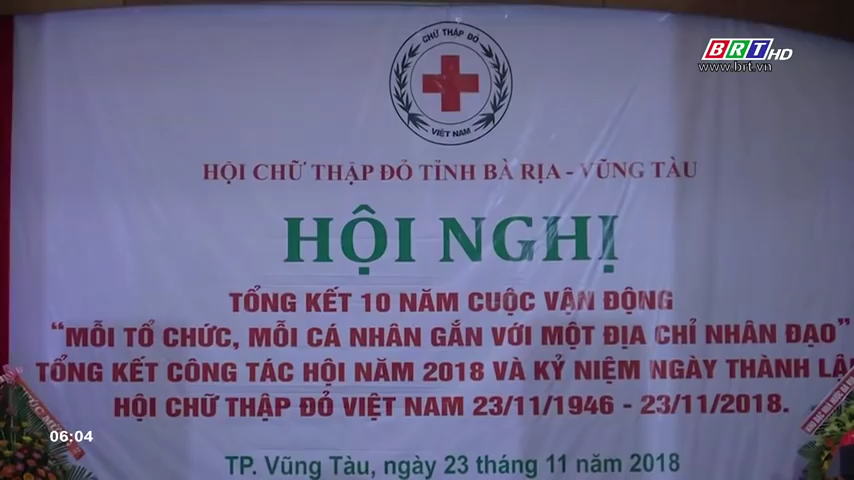 BRT HD
www.brt.vn
CHỮ THẬP ĐỎ
VIỆT NAM
HỘI CHỮ THẬP ĐỎ TỈNH BÀ RỊA - VŨNG TÀU
HỘI NGHỊ
TỔNG KẾT 10 NĂM CUỘC VẬN ĐỘNG
“MỖI TỔ CHỨC, MỖI CÁ NHÂN GẮN VỚI MỘT ĐỊA CHỈ NHÂN ĐẠO”
TỔNG KẾT CÔNG TÁC HỘI NĂM 2018 VÀ KỶ NIỆM NGÀY THÀNH LẬ
HỘI CHỮ THẬP ĐỎ VIỆT NAM 23/11/1946 - 23/11/2018.
06:04
TP. Vũng Tàu, ngày 23 tháng 11 năm 2018